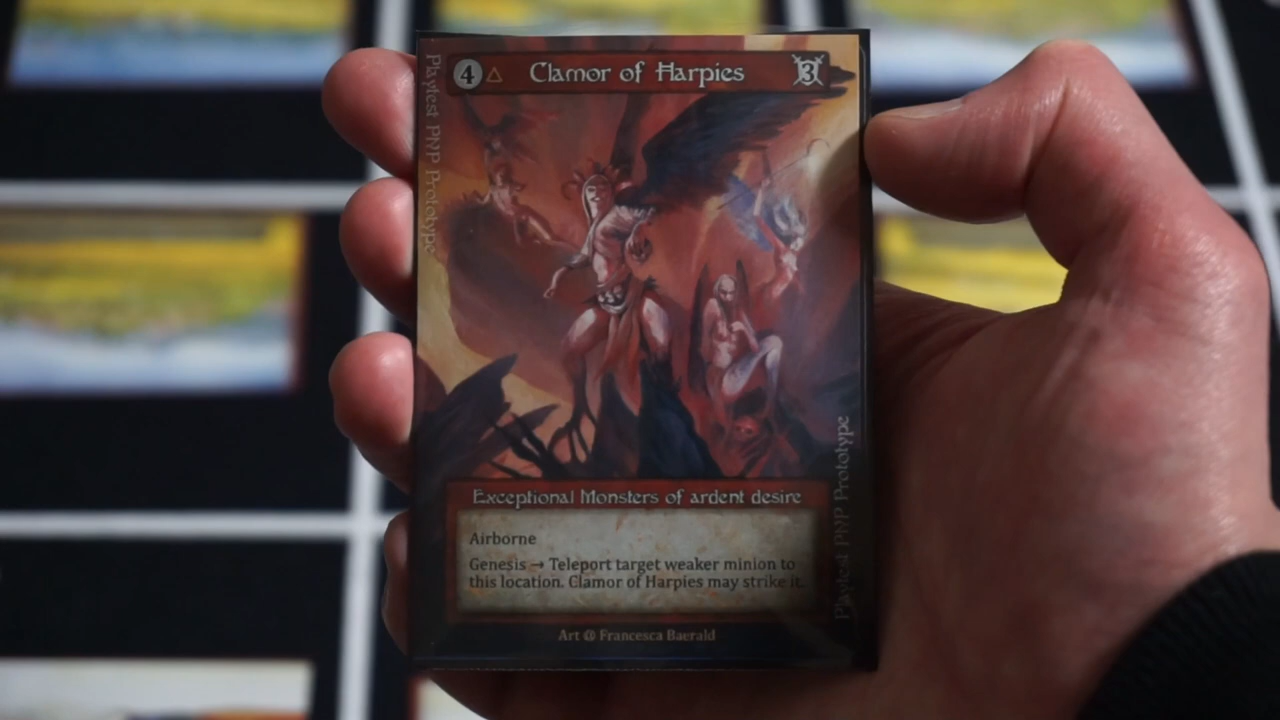 4 Clamor of Harpies 3
Playtest PNP Prototype
Exceptional Monsters of ardent desire
Airborne
Genesis → Teleport target weaker minion to
this location. Clamor of Harpies may strike it.
Playtest PNP Prototype
Art @ Francesca Baerald